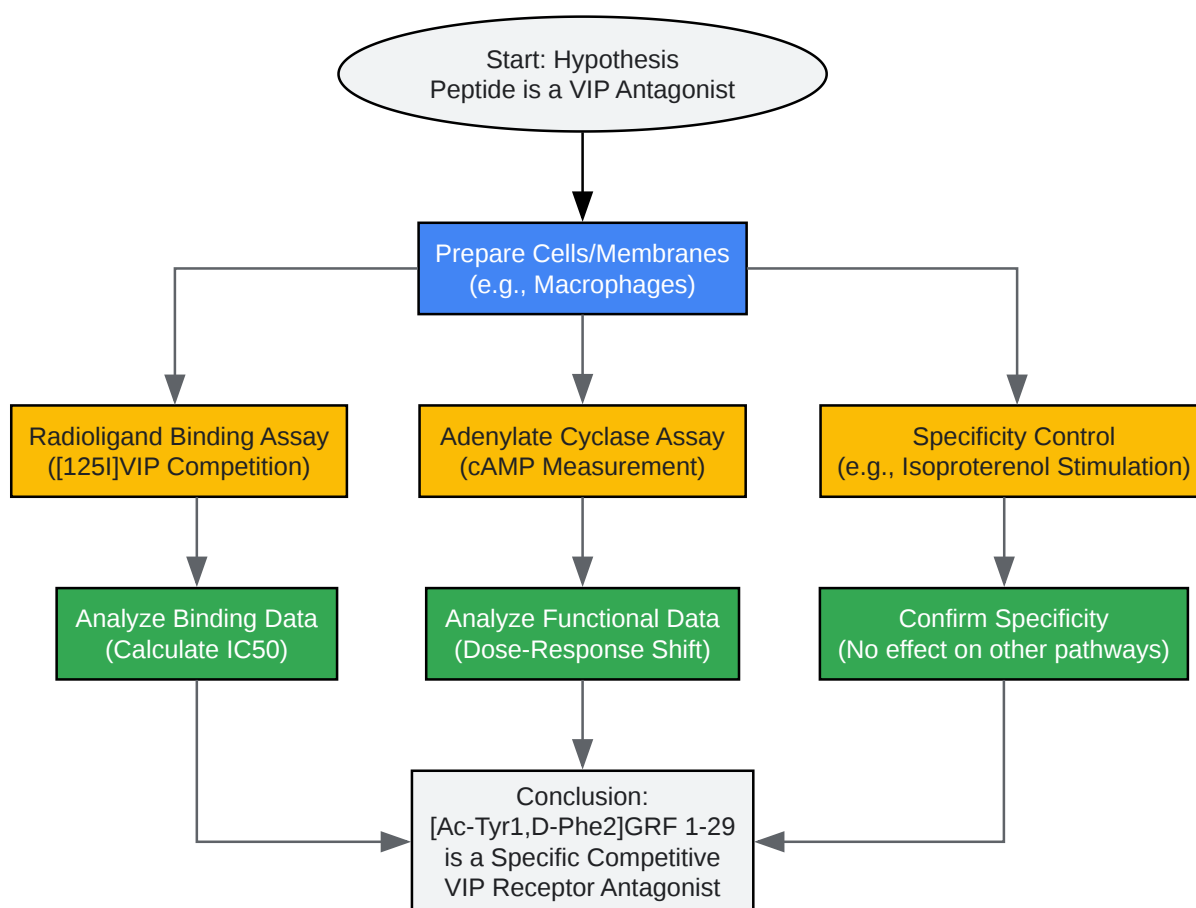 Start: Hypothesis
Peptide is a VIP Antagonist
Prepare Cells/Membranes
(e.g., Macrophages)
Radioligand Binding Assay
([125I]VIP Competition)
Adenylate Cyclase Assay
(cAMP Measurement)
Specificity Control
(e.g., Isoproterenol Stimulation)
Analyze Binding Data
(Calculate IC50)
Analyze Functional Data
(Dose-Response Shift)
Confirm Specificity
(No effect on other pathways)
Conclusion:
[Ac-Tyr1,D-Phe2]GRF 1-29
is a Specific Competitive
VIP Receptor Antagonist